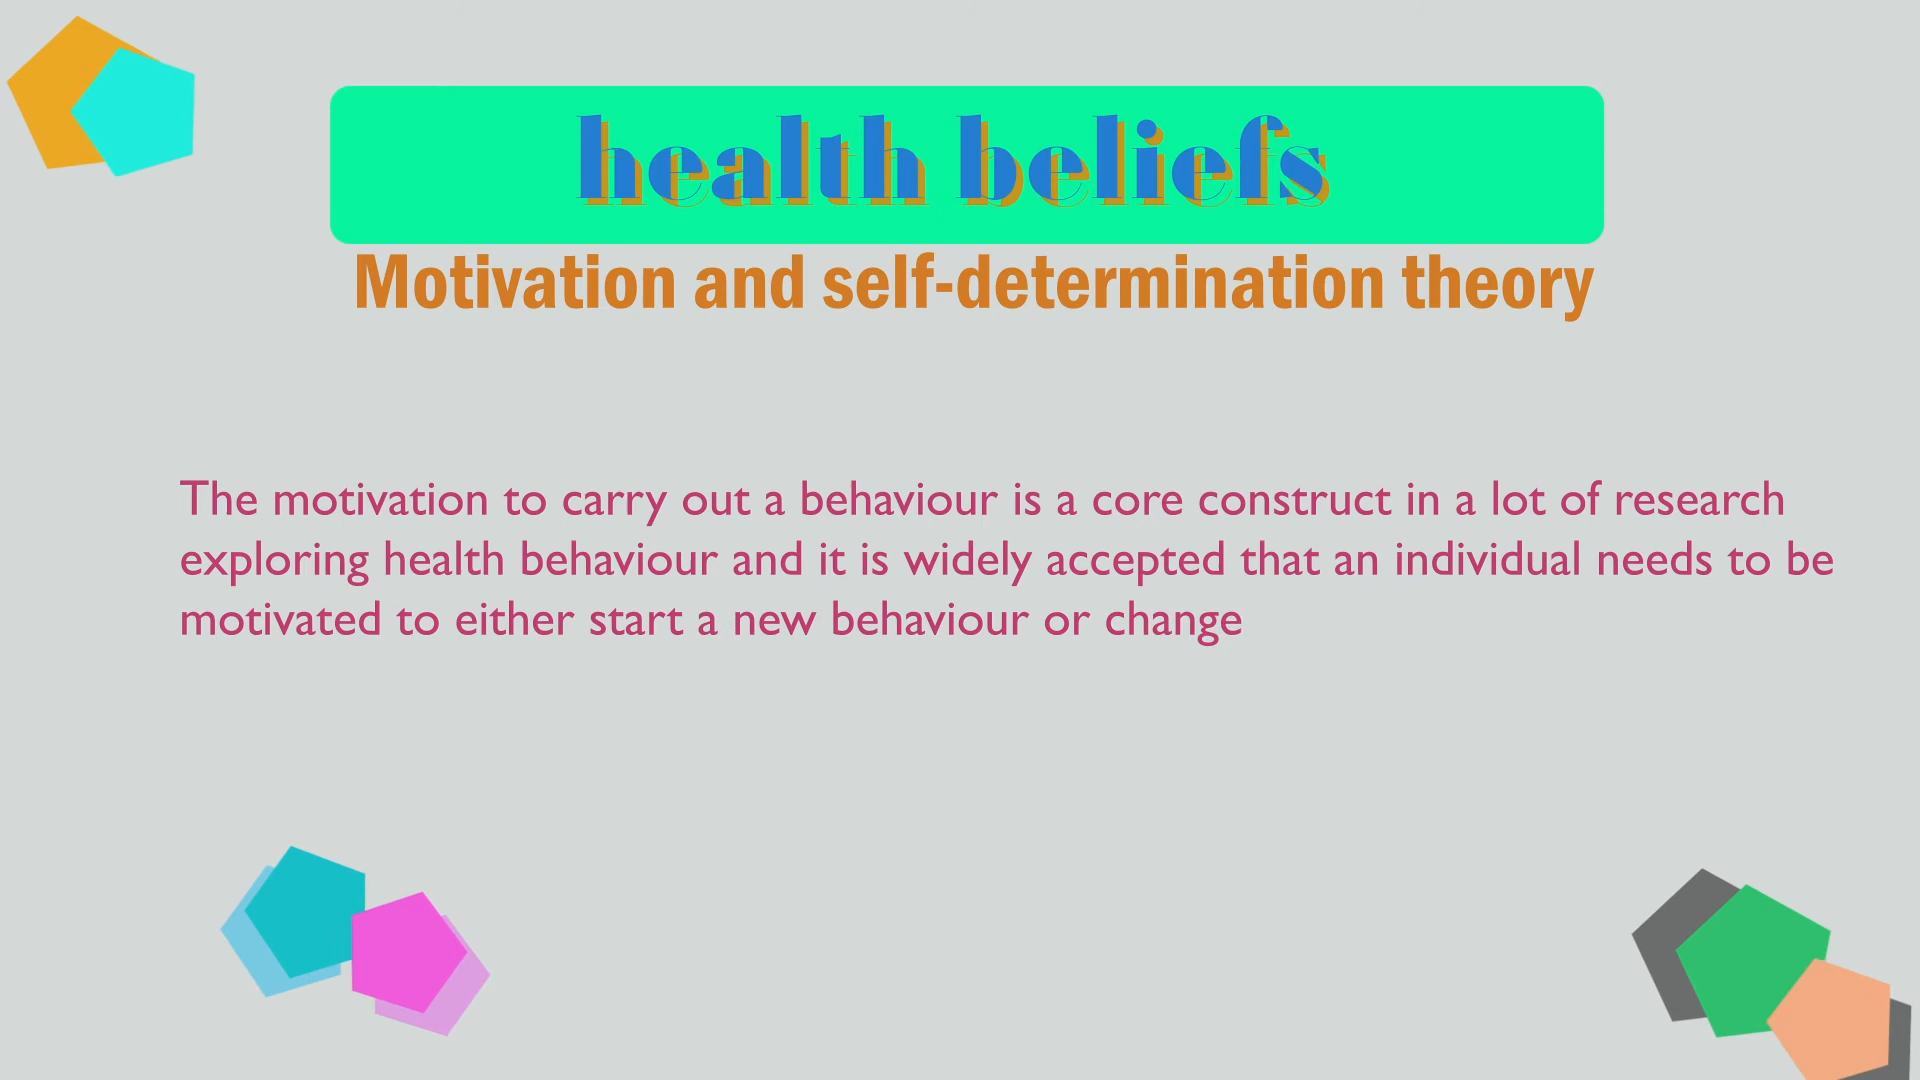 health beliefs
Motivation and self-determination theory
The motivation to carry out a behaviour is a core construct in a lot of research
exploring health behaviour and it is widely accepted that an individual needs to be
motivated to either start a new behaviour or change